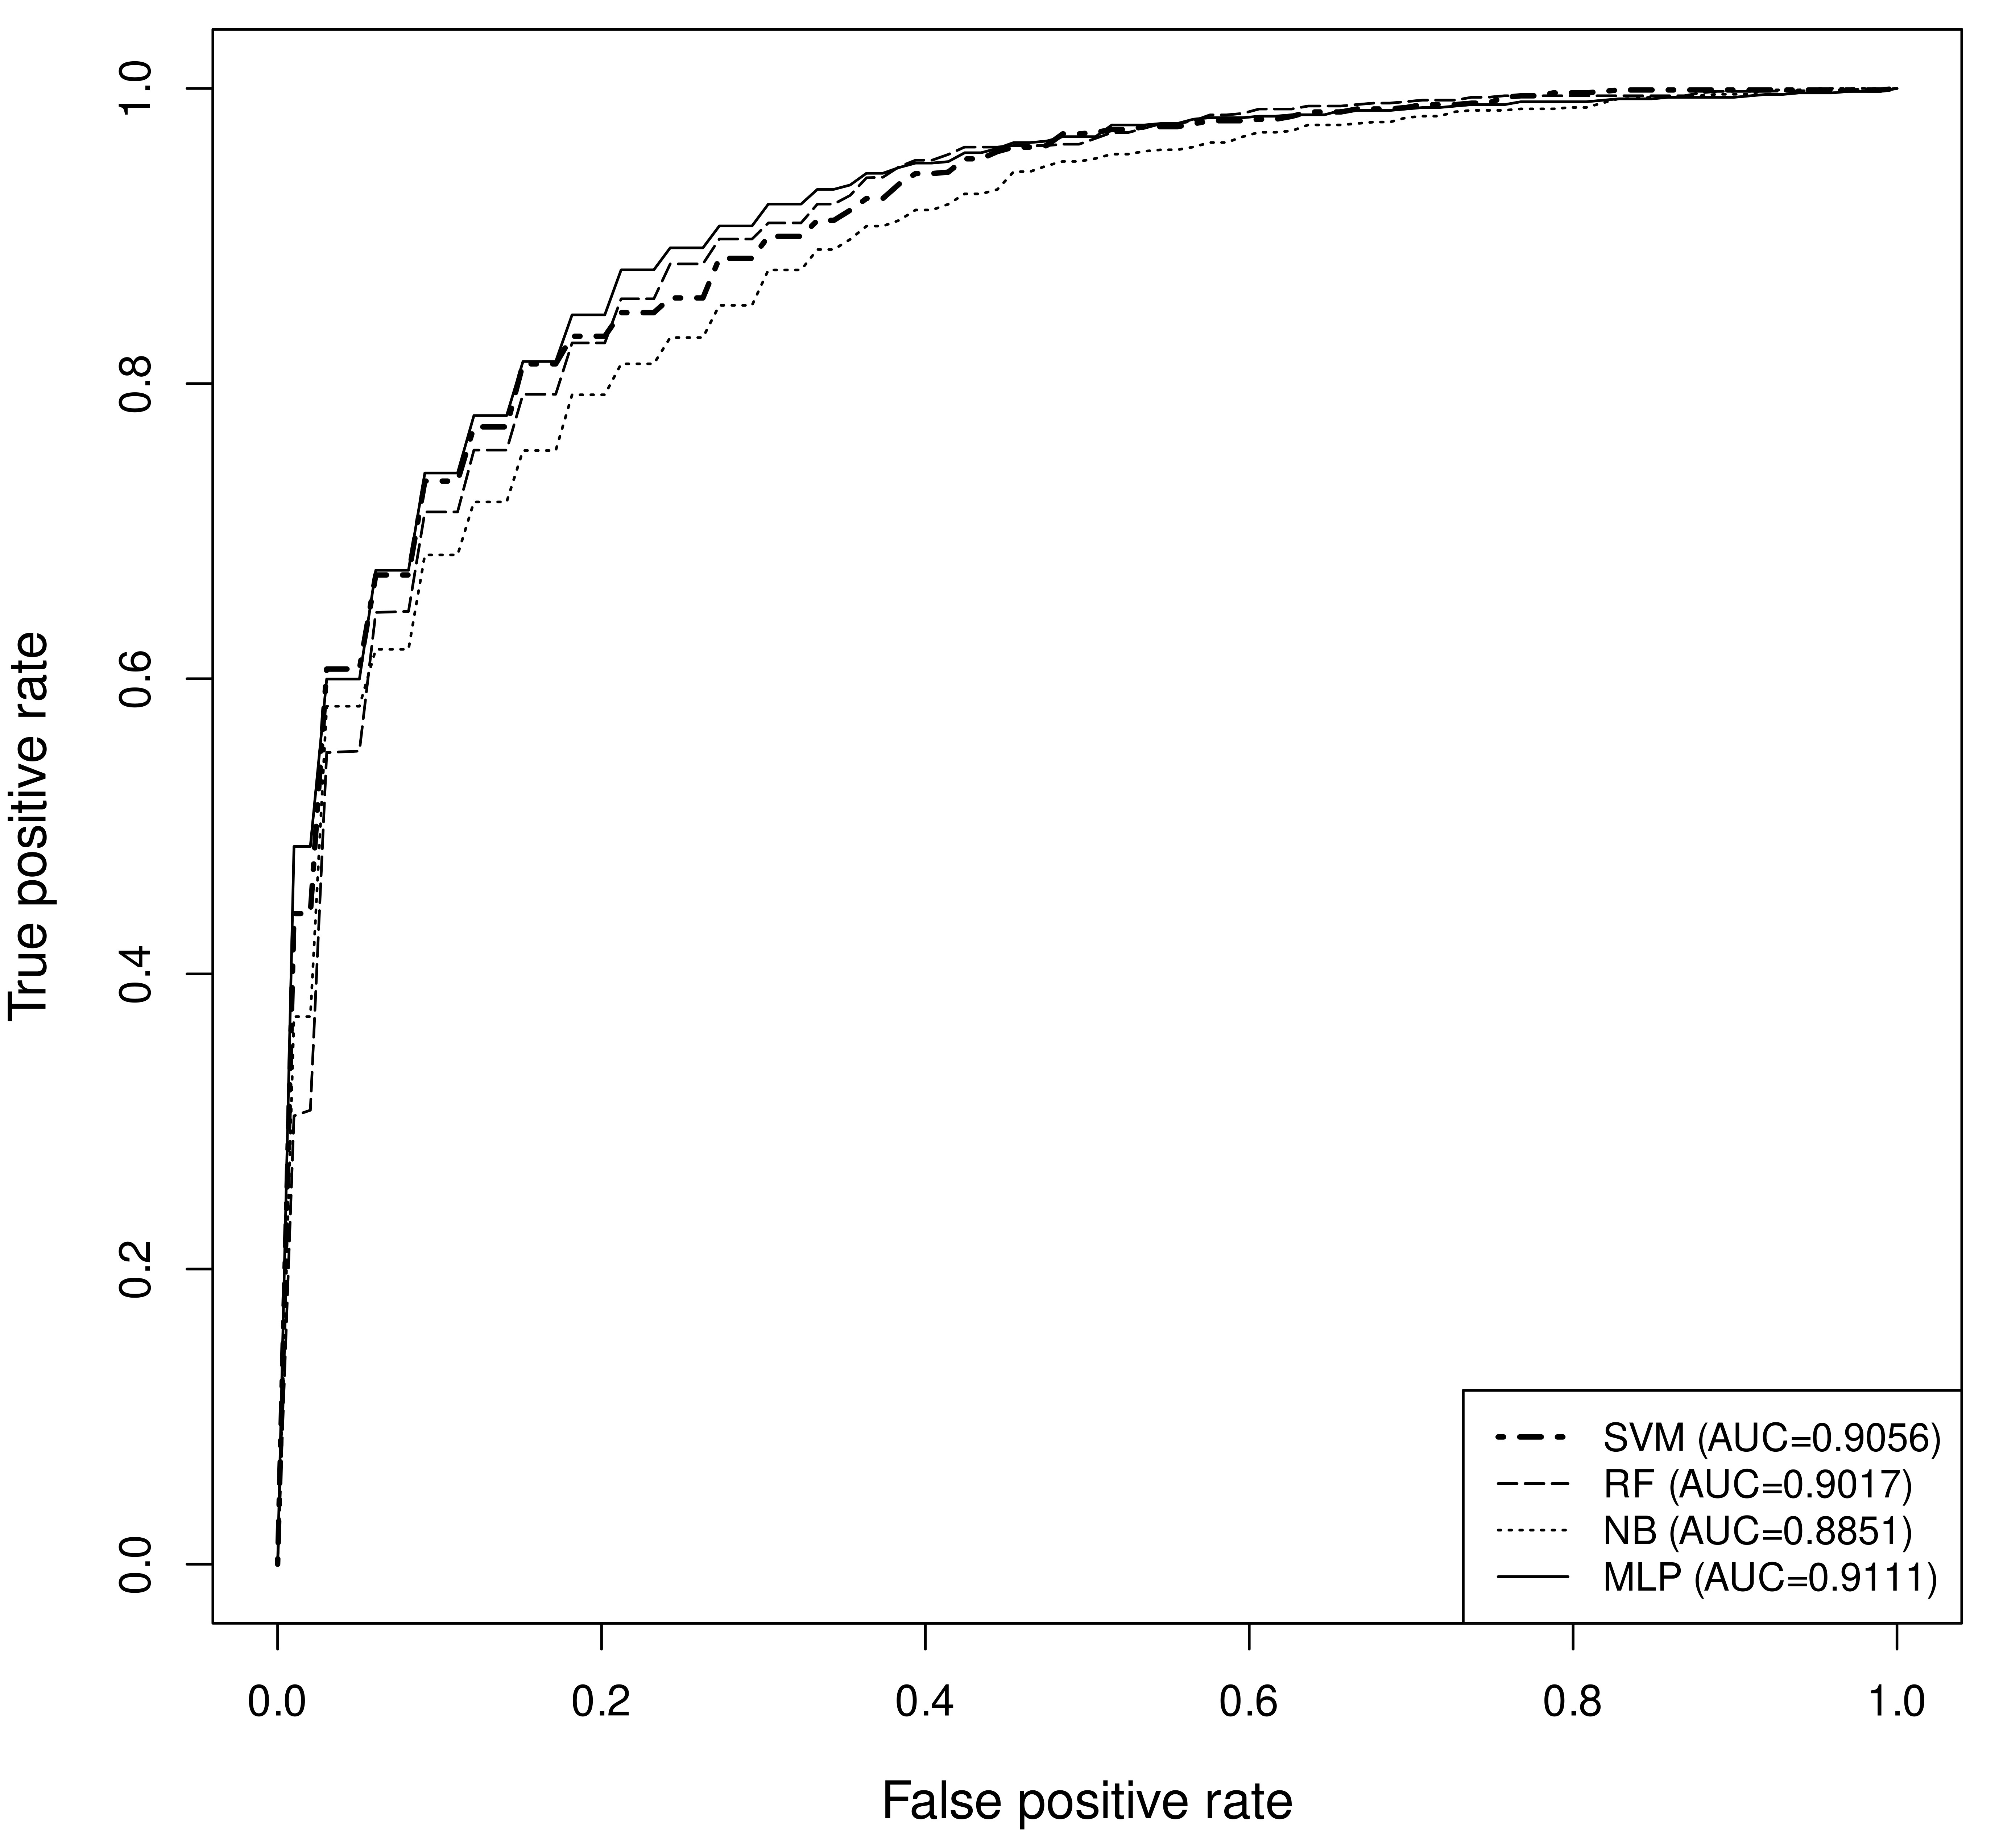 True positive rate
1.0
0.8
0.6
0.4
0.2
0.0
SVM (AUC=0.9056)
RF (AUC=0.9017)
NB (AUC=0.8851)
MLP (AUC=0.9111)
0.0 0.2 0.4 0.6 0.8 1.0
False positive rate